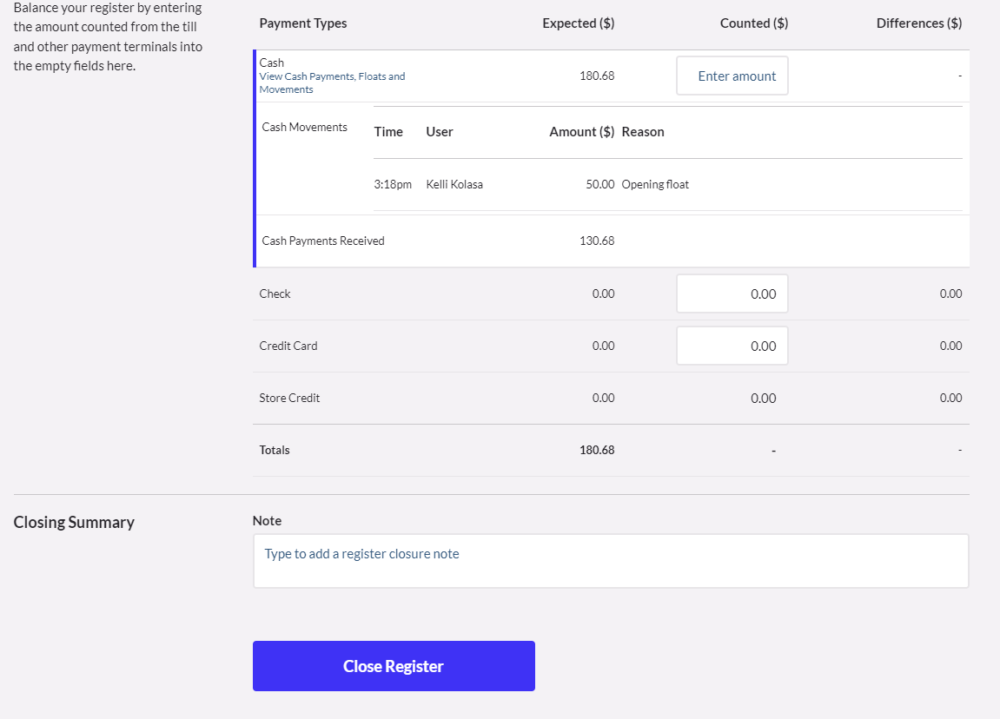 Balance your register by entering
the amount counted from the till
and other payment terminals into
the empty fields here.
Payment Types Expected ($) Counted ($) Differences ($)
Cash 180.68 Enter amount -
View Cash Payments, Floats and
Movements
Cash Movements Time User Amount ($) Reason
3:18pm Kelli Kolasa 50.00 Opening float
Cash Payments Received 130.68
Check 0.00 0.00 0.00
Credit Card 0.00 0.00 0.00
Store Credit 0.00 0.00 0.00
Totals 180.68 - -
Closing Summary Note
Type to add a register closure note
Close Register